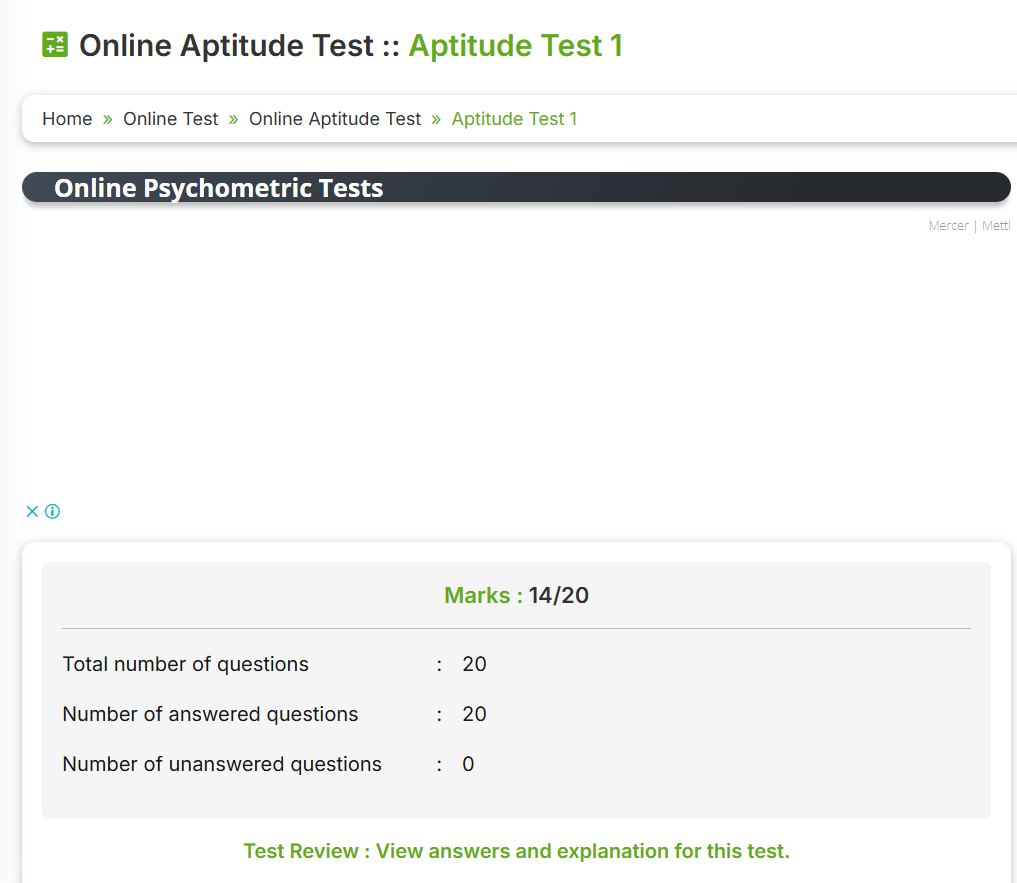 Online Aptitude Test :: Aptitude Test 1
Home » Online Test » Online Aptitude Test » Aptitude Test 1
Online Psychometric Tests
Mercer | Mettl
Marks : 14/20
Total number of questions : 20
Number of answered questions : 20
Number of unanswered questions : 0
Test Review : View answers and explanation for this test.